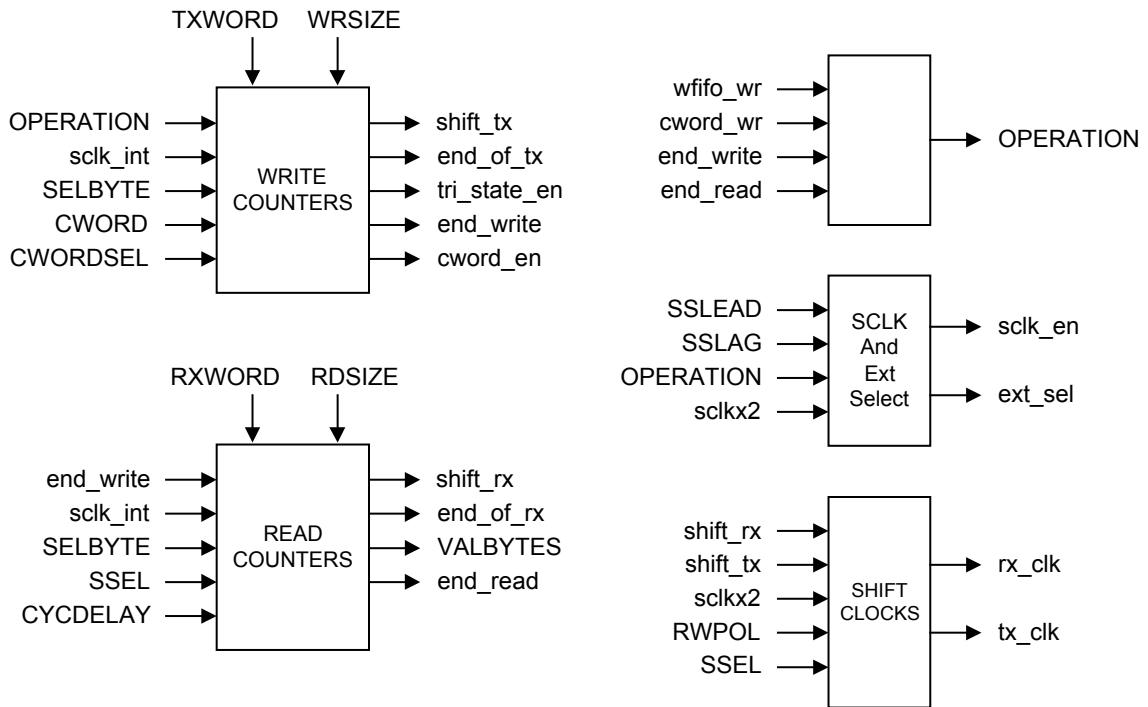 TXWORD WRSIZE
OPERATION
sclk_int
SELBYTE
CWORD
CWORDSEL
WRITE
COUNTERS
shift_tx
end_of_tx
tri_state_en
end_write
cword_en
wfifo_wr
cword_wr
end_write
end_read
OPERATION
SSLEAD
SSLAG
OPERATION
sclkx2
SCLK
And
Ext
Select
sclk_en
ext_sel
RXWORD RDSIZE
end_write
sclk_int
SELBYTE
SSEL
CYCDELAY
READ
COUNTERS
shift_rx
end_of_rx
VALBYTES
end_read
shift_rx
shift_tx
sclkx2
RWPOL
SSEL
SHIFT
CLOCKS
rx_clk
tx_clk